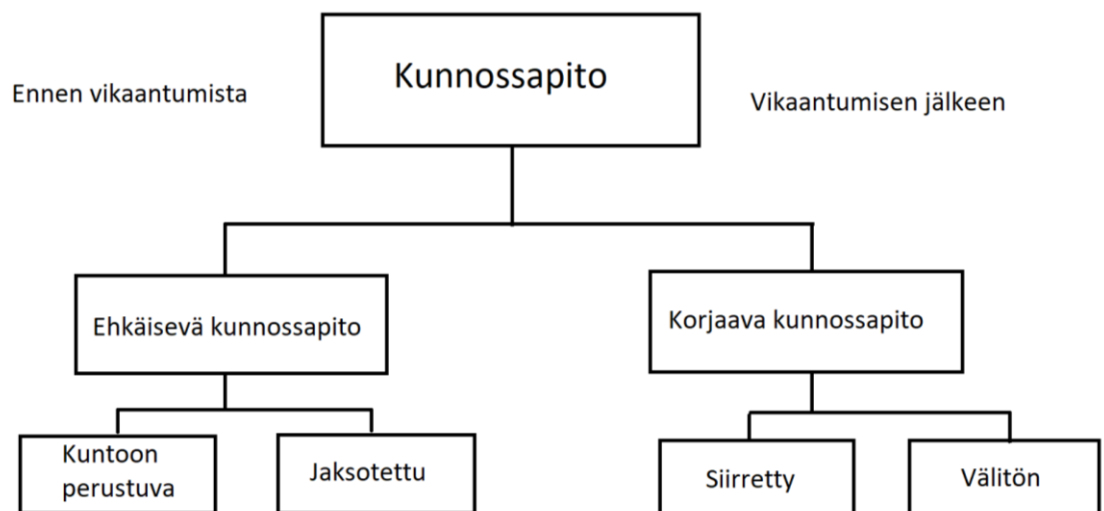 Kunnossapito
Ennen vikaantumista
Vikaantumisen jälkeen
Ehkäisevä kunnossapito
Korjaava kunnossapito
Kuntoon
perustuva
Jaksotettu
Siirretty
Välitön